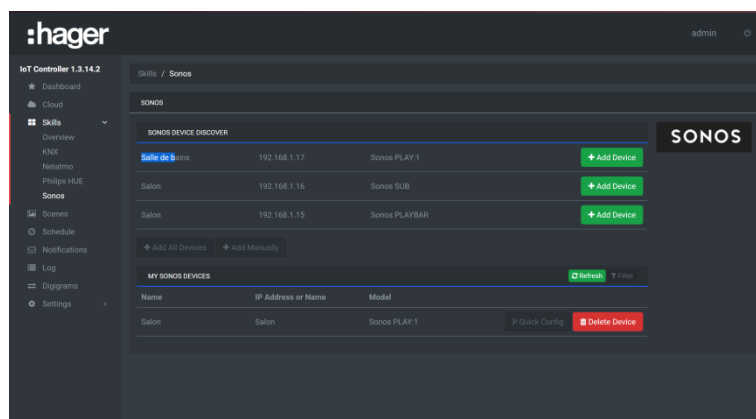 :hager
admin
IoT Controller 1.3.14.2
Dashboard
Cloud
Skills
Overview
KNX
Netatmo
Philips HUE
Sonos
Scenes
Schedule
Notifications
Log
Digigrams
Settings
Skills / Sonos
SONOS
SONOS DEVICE DISCOVER
Salle de bains 192.168.1.17 Sonos PLAY:1 + Add Device
Salon 192.168.1.16 Sonos SUB + Add Device
Salon 192.168.1.15 Sonos PLAYBAR + Add Device
+ Add All Devices + Add Manually
SONOS
MY SONOS DEVICES Refresh Filter
Name IP Address or Name Model
Salon Salon Sonos PLAY:1 Quick Config Delete Device